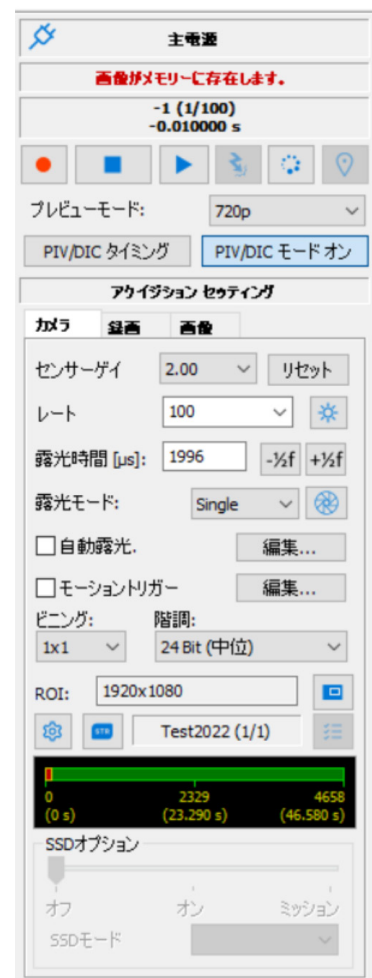 主電源
画像がメモリーに存在します。
-1 (1/100)
-0.010000 s
プレビューモード: 720p
PIV/DIC タイミング PIV/DIC モード オン
アクイジション セゥティング
カメラ 録画 画像
センサーゲイ 2.00 リセット
レート 100
露光時間 [µs]: 1996 -½f +½f
露光モード: Single
自動露光. 編集...
モーショントリガー 編集...
ビニング: 階調:
1x1 24 Bit (中位)
ROI: 1920x1080
STB Test2022 (1/1)
0 2329 4658
(0 s) (23.290 s) (46.580 s)
SSDオプション
オフ オン ミッション
SSDモード